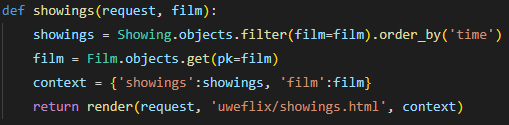 def showings(request, film):
    showings = Showing.objects.filter(film=film).order_by('time')
    film = Film.objects.get(pk=film)
    context = {'showings':showings, 'film':film}
    return render(request, 'uweflix/showings.html', context)